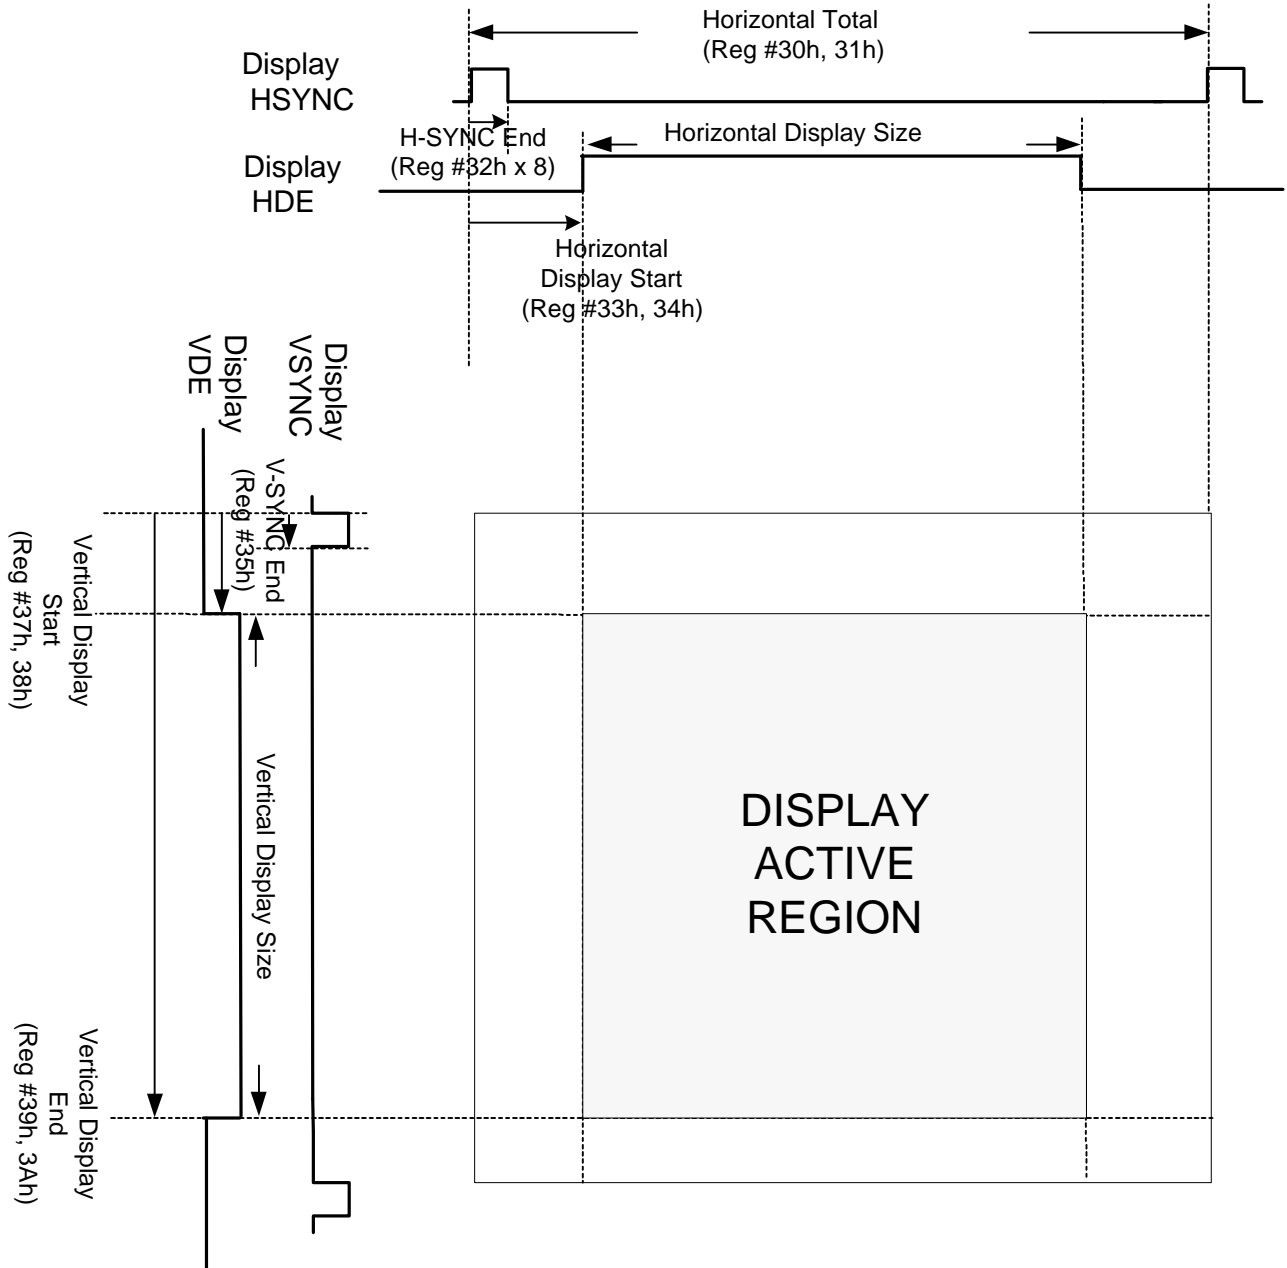 Horizontal Total
(Reg #30h, 31h)
Display
HSYNC
H-SYNC End
(Reg #32h x 8)
Horizontal Display Size
Display
HDE
Horizontal
Display Start
(Reg #33h, 34h)
Display
VSYNC
Display
VDE
V-SYNC End
(Reg #35h)
Vertical Display
Start
(Reg #37h, 38h)
Vertical Display Size
DISPLAY
ACTIVE
REGION
Vertical Display
End
(Reg #39h, 3Ah)